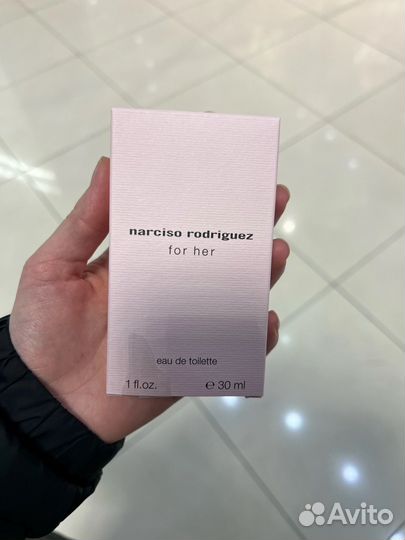 narciso rodriguez
for her
eau de toilette
1 fl.oz. ℮ 30 ml
Avito